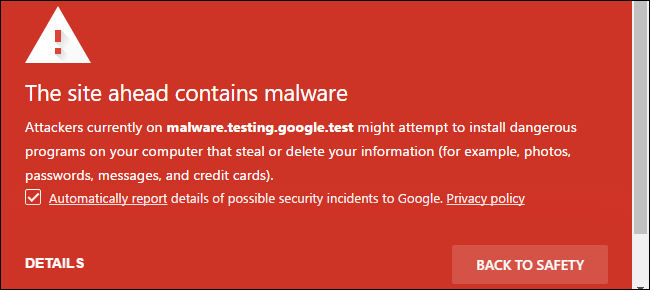 The site ahead contains malware
Attackers currently on malware.testing.google.test might attempt to install dangerous
programs on your computer that steal or delete your information (for example, photos,
passwords, messages, and credit cards).
Automatically report details of possible security incidents to Google. Privacy policy
DETAILS
BACK TO SAFETY